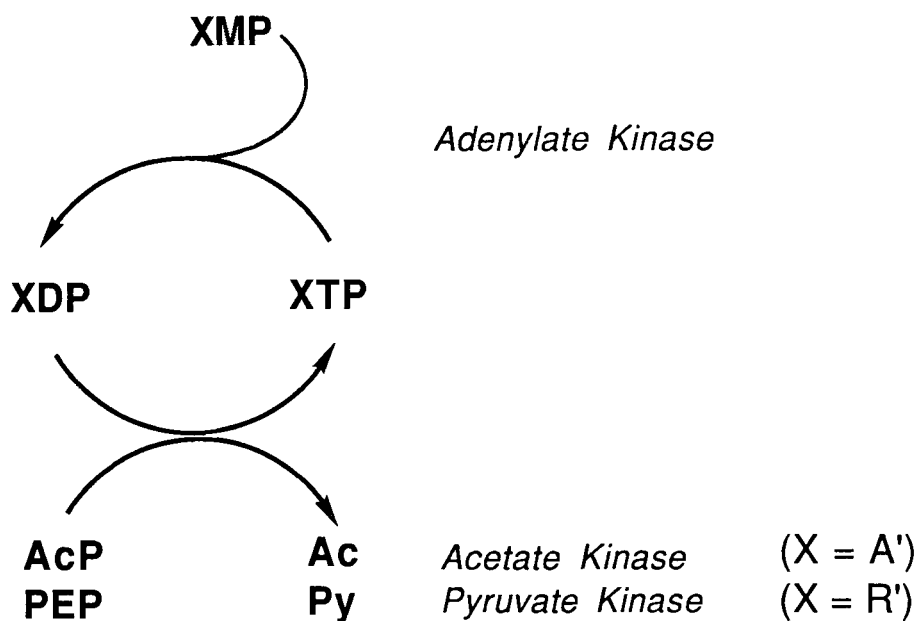 XMP
Adenylate Kinase
XDP XTP
AcP Ac Acetate Kinase (X = A')
PEP Py Pyruvate Kinase (X = R')